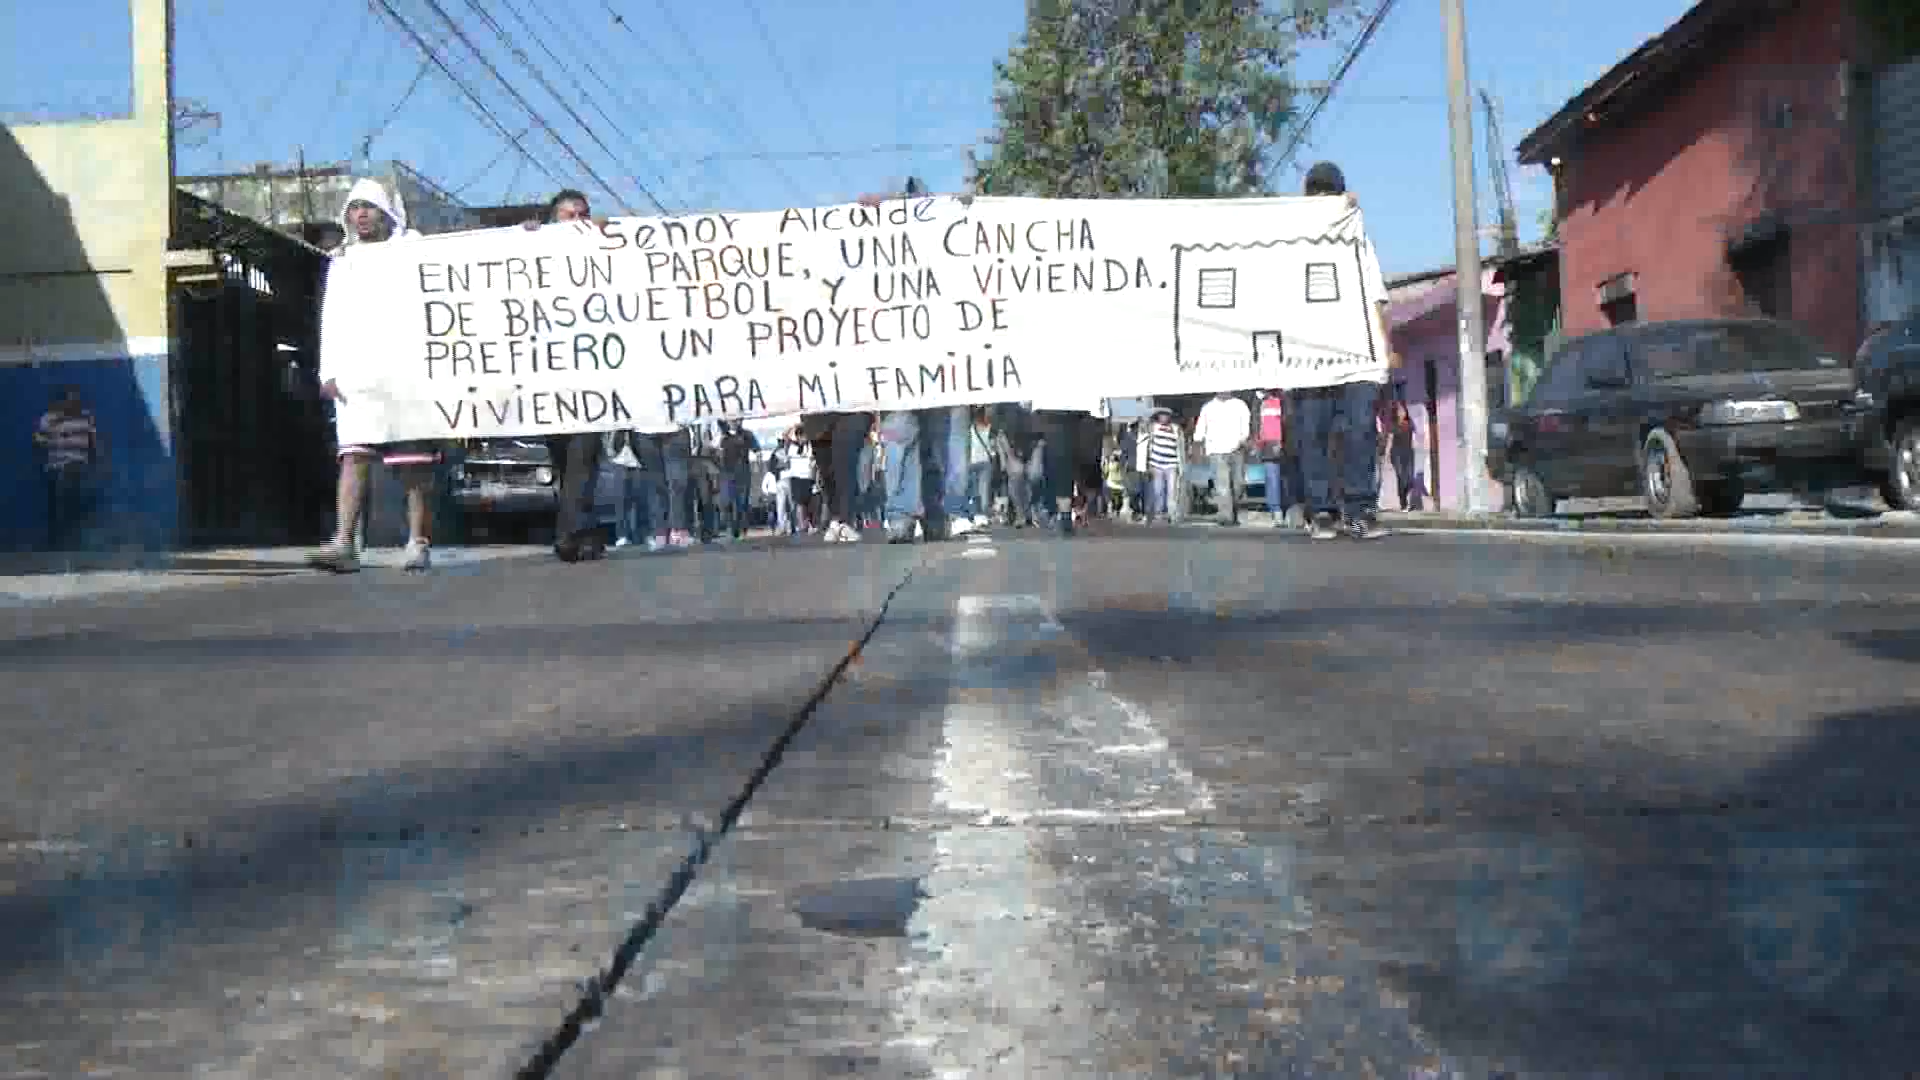 "Señor Alcalde"
ENTRE UN PARQUE, UNA CANCHA
DE BASQUETBOL Y UNA ViViENDA.
PREFiERO UN PROYECTO DE
ViViENDA PARA Mi FAMiLiA